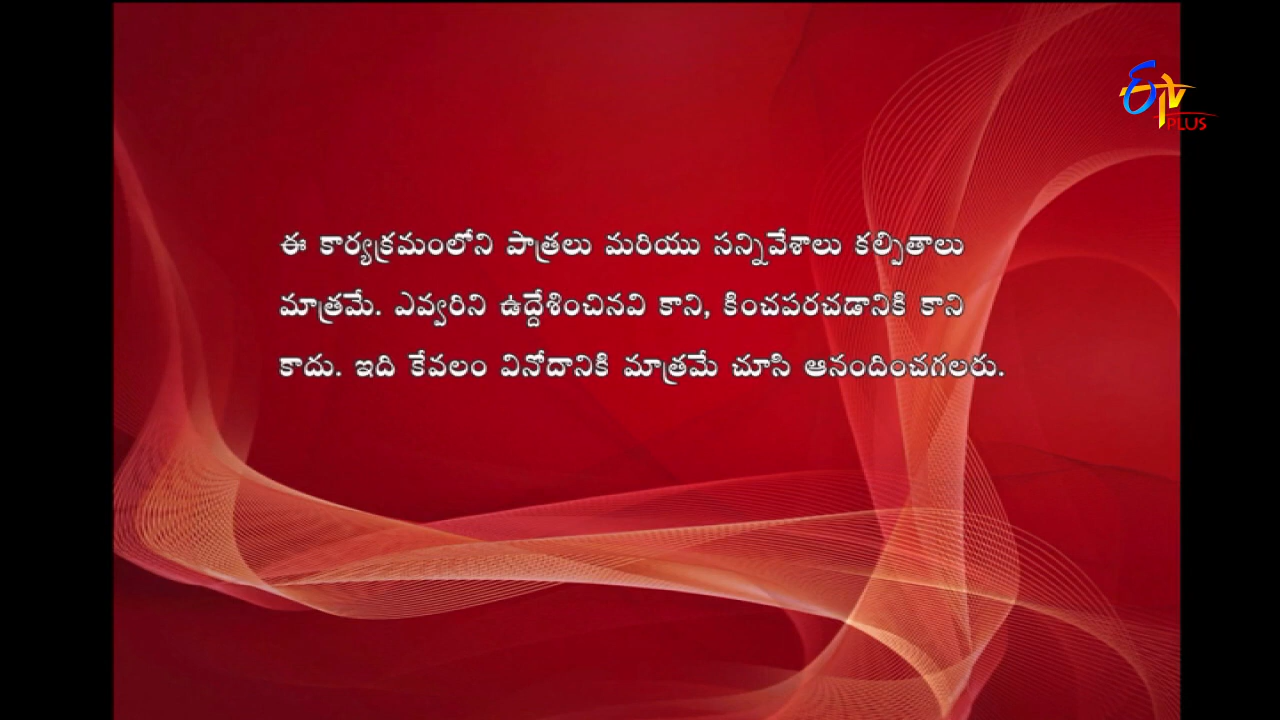 ETV
PLUS
ఈ కార్యక్రమంలోని పాత్రలు మరియు సన్నివేశాలు కల్పితాలు
మాత్రమే. ఎవ్వరిని ఉద్దేశించినవి కాని, కించపరచడానికి కాని
కాదు. ఇది కేవలం వినోదానికి మాత్రమే చూసి ఆనందించగలరు.